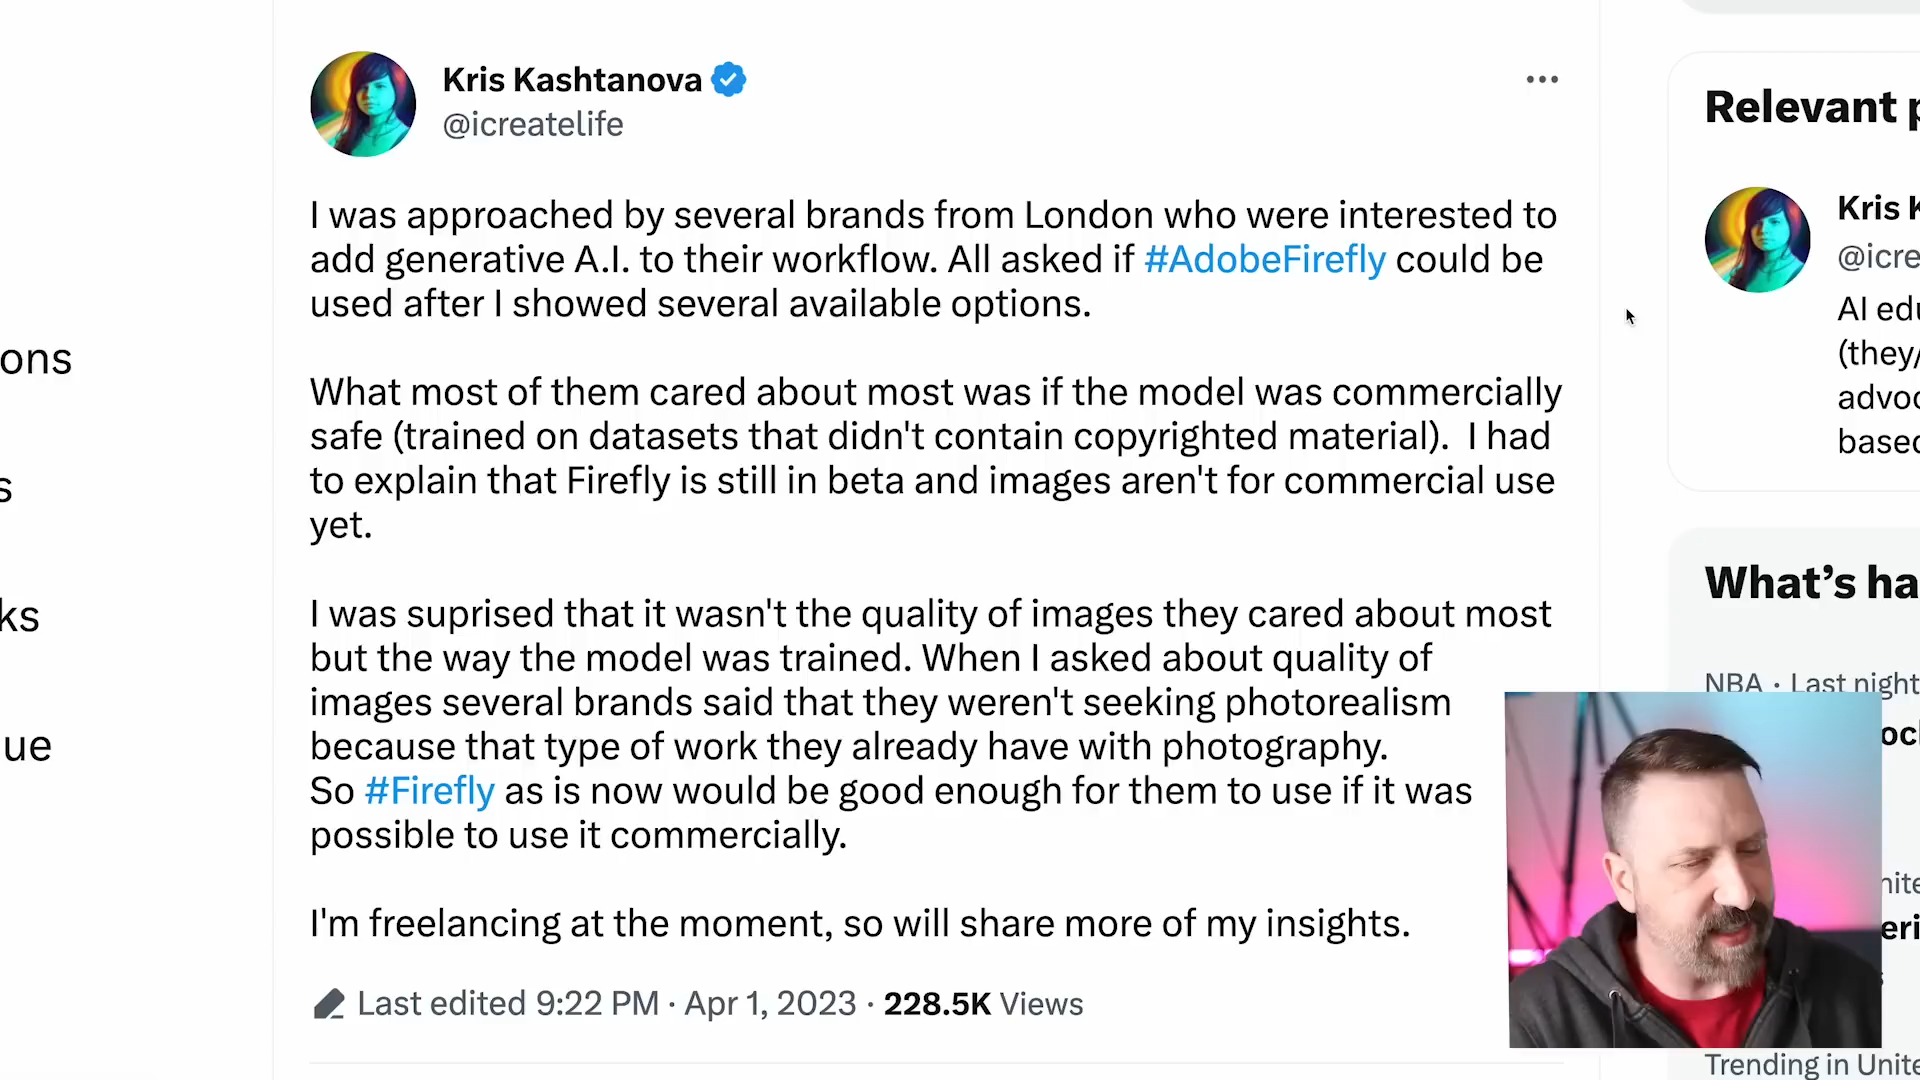 Kris Kashtanova
@icreatelife
I was approached by several brands from London who were interested to
add generative A.I. to their workflow. All asked if #AdobeFirefly could be
used after I showed several available options.
What most of them cared about most was if the model was commercially
safe (trained on datasets that didn't contain copyrighted material).  I had
to explain that Firefly is still in beta and images aren't for commercial use
yet.
I was suprised that it wasn't the quality of images they cared about most
but the way the model was trained. When I asked about quality of
images several brands said that they weren't seeking photorealism
because that type of work they already have with photography.
So #Firefly as is now would be good enough for them to use if it was
possible to use it commercially.
I'm freelancing at the moment, so will share more of my insights.
Last edited 9:22 PM · Apr 1, 2023 · 228.5K Views
ons
s
ks
ue
Relevant p
Kris K
@icre
AI edu
(they/
advoc
based
What's ha
NBA · Last night
Trending in Unite